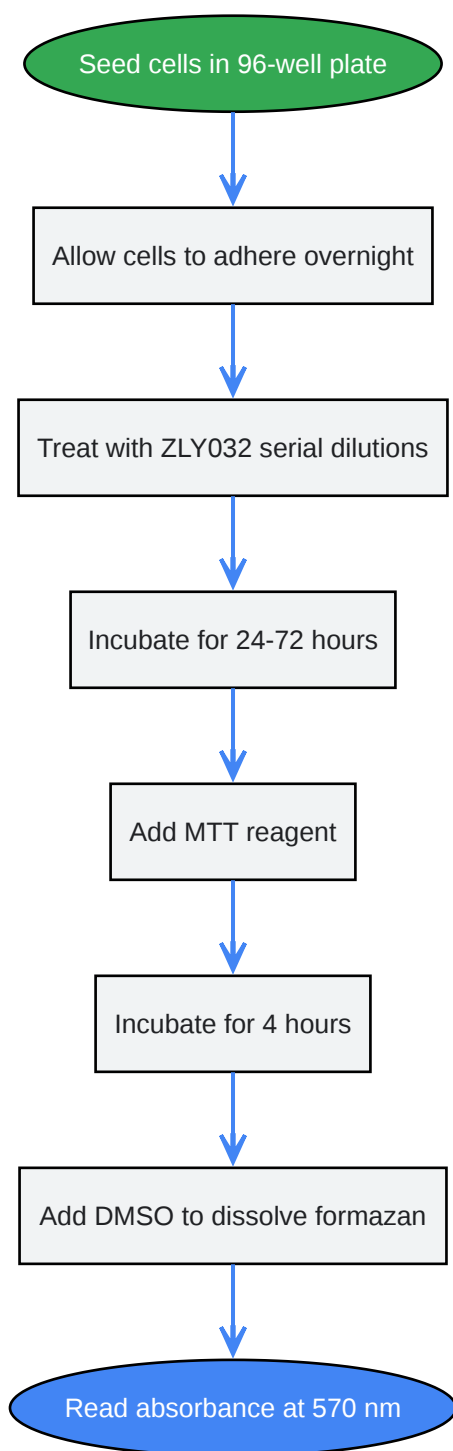 Seed cells in 96-well plate
Allow cells to adhere overnight
Treat with ZLY032 serial dilutions
Incubate for 24-72 hours
Add MTT reagent
Incubate for 4 hours
Add DMSO to dissolve formazan
Read absorbance at 570 nm